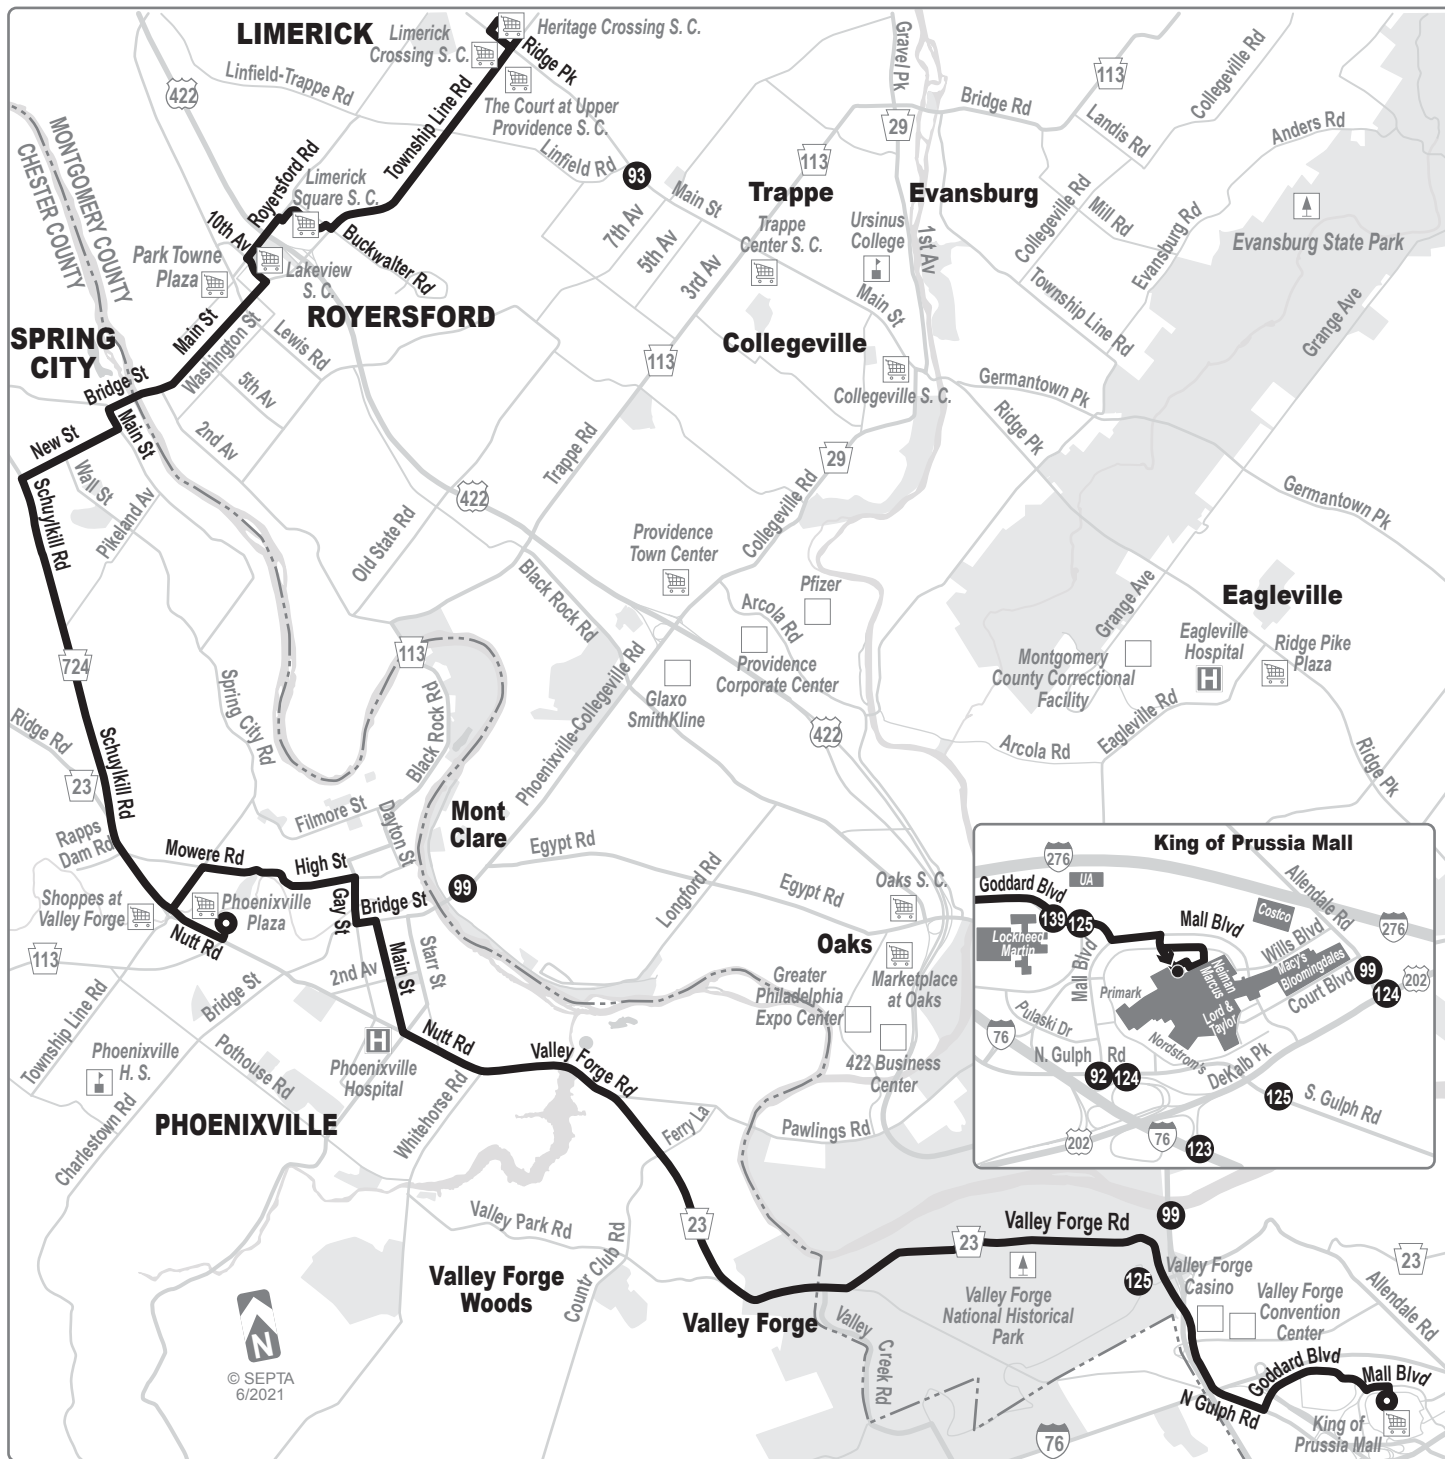 LIMERICK
Limerick
Crossing S. C.
Heritage Crossing S. C.
Ridge Pk
Gravel Pk
Collegeville Rd
113
422
Linfield-Trappe Rd
Township Line Rd
The Court at Upper
Providence S. C.
29
Bridge Rd
Landis Rd
Anders Rd
MONTGOMERY COUNTY
CHESTER COUNTY
Royersford Rd
Limerick
Square S. C.
Linfield Rd
93
Main St
113
Trappe
Evansburg
Collegeville Rd
Mill Rd
Evansburg Rd
Evansburg State Park
10th Av
Park Towne
Plaza
Lakeview
S. C.
Buckwalter Rd
7th Av
5th Av
3rd Av
Trappe
Center S. C.
Ursinus
College
1st Av
Main St
Township Line Rd
Grange Ave
ROYERSFORD
SPRING
CITY
Main St
Washington St
Lewis Rd
Collegeville
113
Collegeville S. C.
Germantown Pk
Bridge St
5th Av
Main St
2nd Av
New St
Wall St
Pikeland Av
Schuylkill Rd
Trappe Rd
Ridge Pk
29
Collegeville Rd
Germantown Pk
422
Old State Rd
Providence
Town Center
Black Rock Rd
Pfizer
Arcola Rd
Grange Ave
Eagleville
724
113
Spring City Rd
Black Rock Rd
Phoenixville-Collegeville Rd
Glaxo
SmithKline
Providence
Corporate Center
Montgomery
County Correctional
Facility
Eagleville
Hospital
H
Ridge Pike
Plaza
Eagleville Rd
Arcola Rd
Ridge Pk
422
Ridge Rd
23
Schuylkill Rd
Rapps
Dam Rd
Filmore St
Dayton St
Mont
Clare
Egypt Rd
Mowere Rd
High St
Gay St
Bridge St
99
Longford Rd
Egypt Rd
Oaks S. C.
Shoppes at
Valley Forge
Phoenixville
Plaza
Nutt Rd
113
2nd Av
Main St
Starr St
Oaks
Marketplace
at Oaks
Greater
Philadelphia
Expo Center
422 Business
Center
Township Line Rd
Bridge St
Phoenixville
H. S.
Pothouse Rd
H
Phoenixville
Hospital
Nutt Rd
Valley Forge Rd
PHOENIXVILLE
Charlestown Rd
Whitehorse Rd
Ferry La
Pawlings Rd
King of Prussia Mall
276
Goddard Blvd
UA
Allendale Rd
139
125
Mall Blvd
Costco
276
Lockheed
Martin
Mall Blvd
Wills Blvd
Neiman
Marcus
Macy's
Bloomingdales
Court Blvd
99
202
124
Primark
Lord &
Taylor
Pulaski Dr
76
Nordstrom's
DeKalb Pk
N. Gulph Rd
92
124
125
S. Gulph Rd
202
76
123
Valley Park Rd
Countr Club Rd
23
Valley Forge
Woods
Valley Forge
23
Valley Forge Rd
99
125
Valley Forge
National Historical
Park
Valley Forge
Casino
Valley Forge
Convention
Center
23
Allendale Rd
Valley
Creek Rd
N
© SEPTA
6/2021
Goddard Blvd
Mall Blvd
N Gulph Rd
King of
Prussia Mall
76